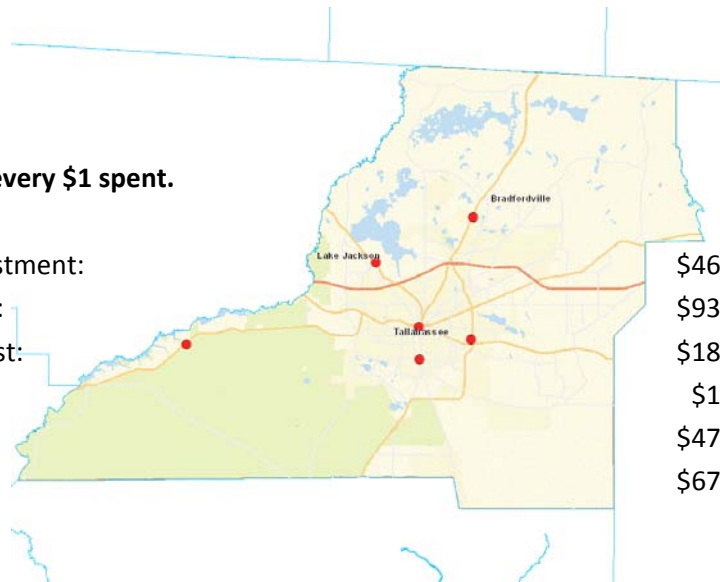 every $1 spent.
Bradfordville
stment:
Lake Jackson
$46
:
$93
Tallahassee
st:
$18
$1
$47
$67